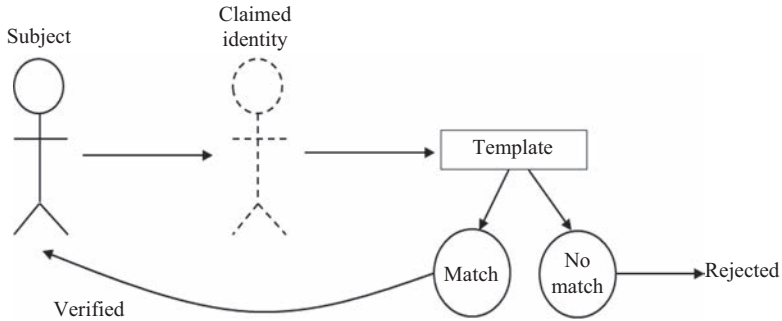 Subject
Claimed
identity
Template
Match
No
match
Rejected
Verified